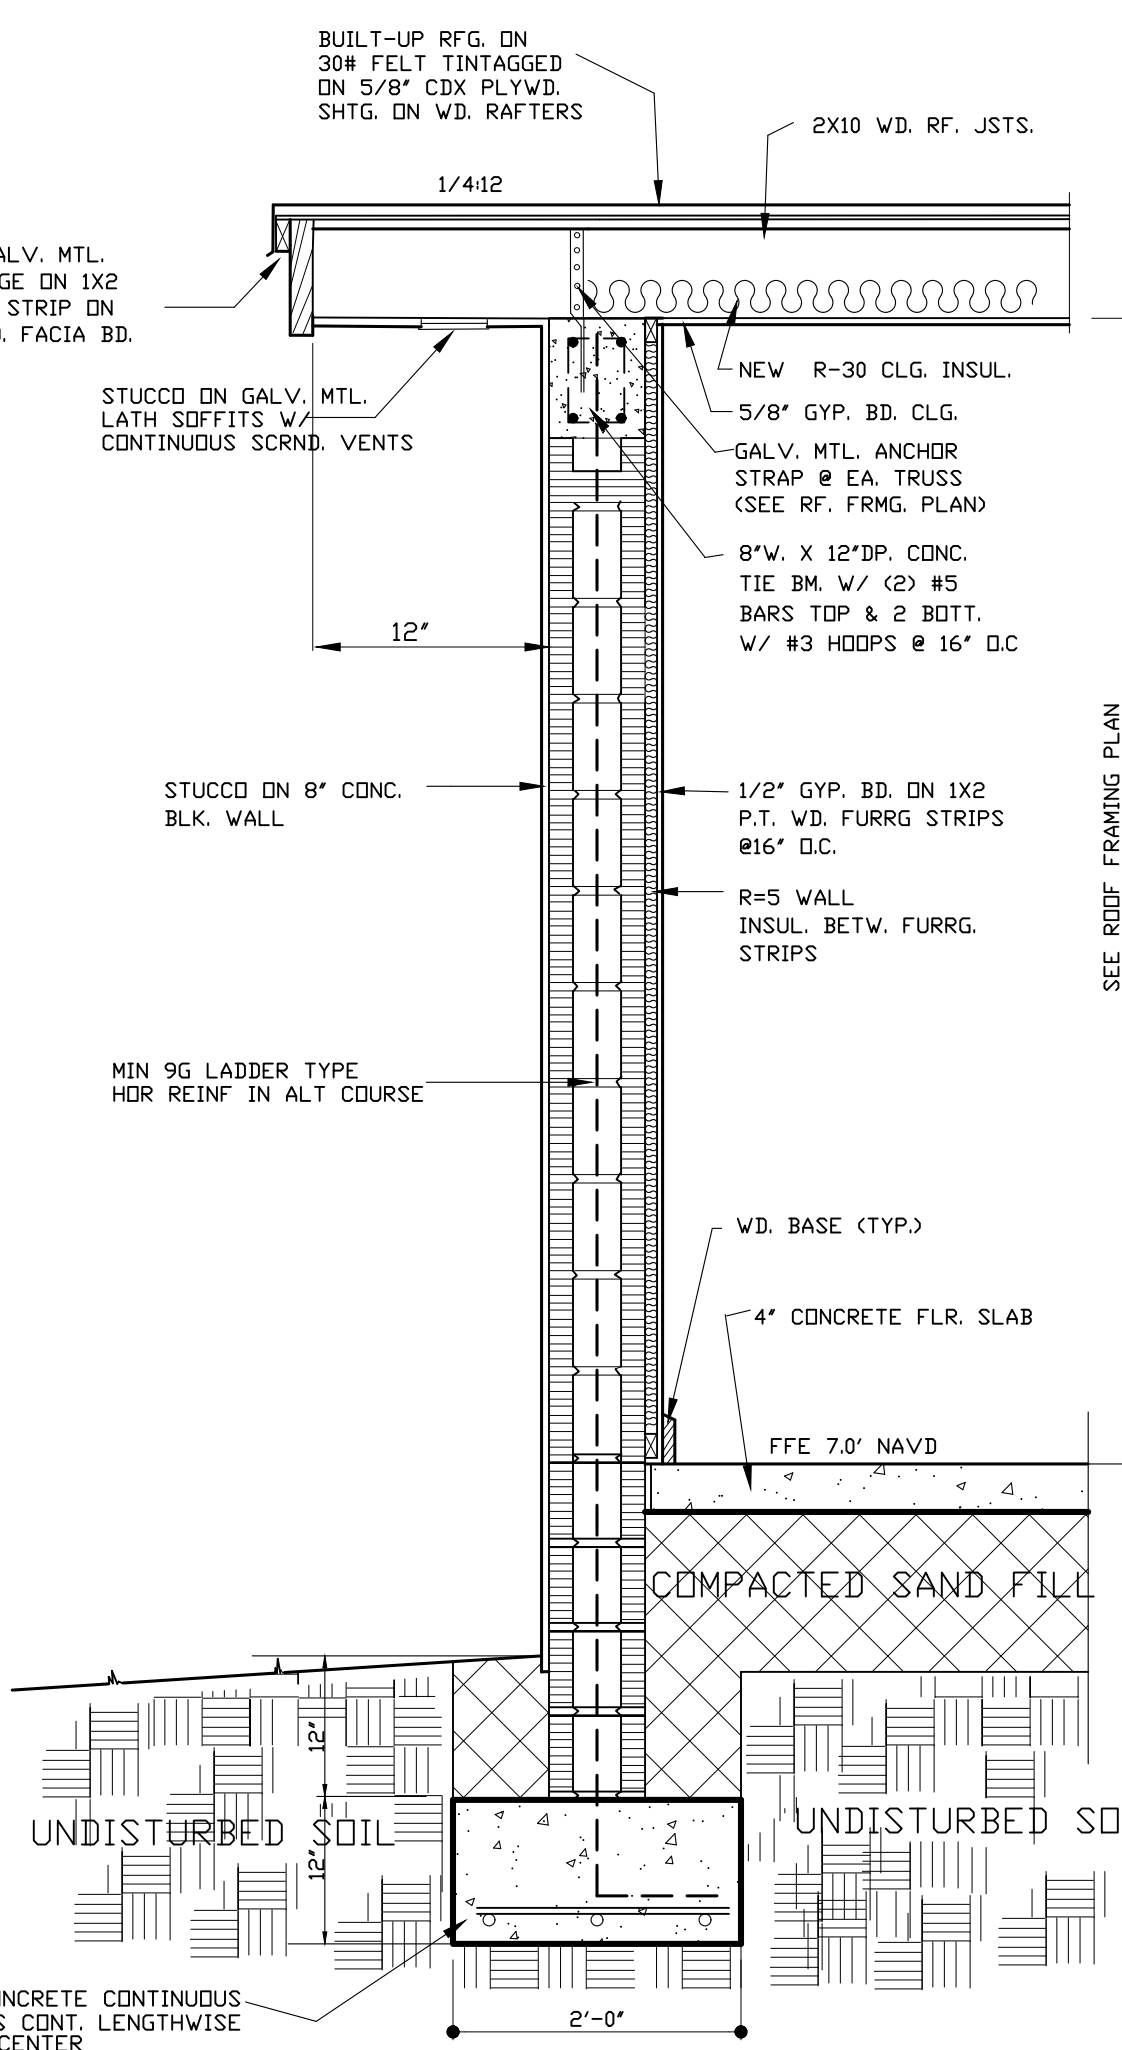 BUILT-UP RFG. ON
30# FELT TINTAGGED
ON 5/8" CDX PLYWD.
SHTG. ON WD. RAFTERS
2X10 WD. RF. JSTS.
1/4:12
ALV. MTL.
GE ON 1X2
STRIP ON
FACIA BD.
STUCCO ON GALV. MTL.
LATH SOFFITS W/
CONTINUOUS SCRND. VENTS
NEW R-30 CLG. INSUL.
5/8" GYP. BD. CLG.
GALV. MTL. ANCHOR
STRAP @ EA. TRUSS
(SEE RF. FRMG. PLAN)
8"W. X 12"DP. CONC.
TIE BM. W/ (2) #5
BARS TOP & 2 BOTT.
W/ #3 HOOPS @ 16" O.C
12"
SEE ROOF FRAMING PLAN
STUCCO ON 8" CONC.
BLK. WALL
1/2" GYP. BD. ON 1X2
P.T. WD. FURRG STRIPS
@16" O.C.
R=5 WALL
INSUL. BETW. FURRG.
STRIPS
MIN 9G LADDER TYPE
HOR REINF IN ALT COURSE
WD. BASE (TYP.)
4" CONCRETE FLR. SLAB
FFE 7.0' NAVD
COMPACTED SAND FILL
12"
UNDISTURBED SOIL
UNDISTURBED SO
12"
NCRETE CONTINUOUS
S CONT. LENGTHWISE
CENTER
2'-0"